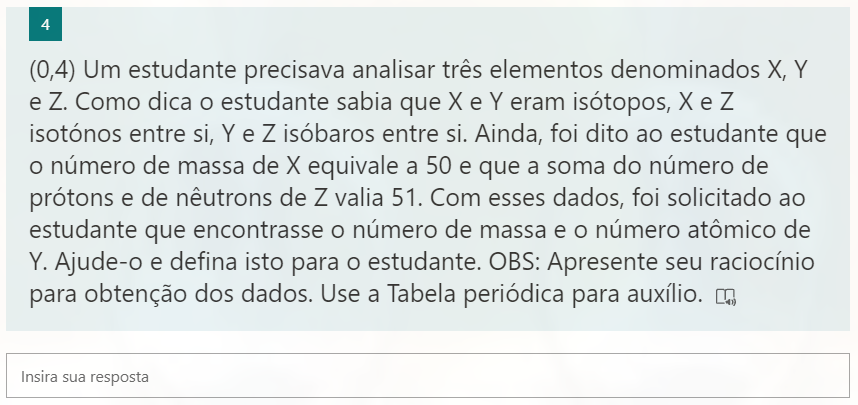 4
(0,4) Um estudante precisava analisar três elementos denominados X, Y
e Z. Como dica o estudante sabia que X e Y eram isótopos, X e Z
isotónos entre si, Y e Z isóbaros entre si. Ainda, foi dito ao estudante que
o número de massa de X equivale a 50 e que a soma do número de
prótons e de nêutrons de Z valia 51. Com esses dados, foi solicitado ao
estudante que encontrasse o número de massa e o número atômico de
Y. Ajude-o e defina isto para o estudante. OBS: Apresente seu raciocínio
para obtenção dos dados. Use a Tabela periódica para auxílio.
Insira sua resposta